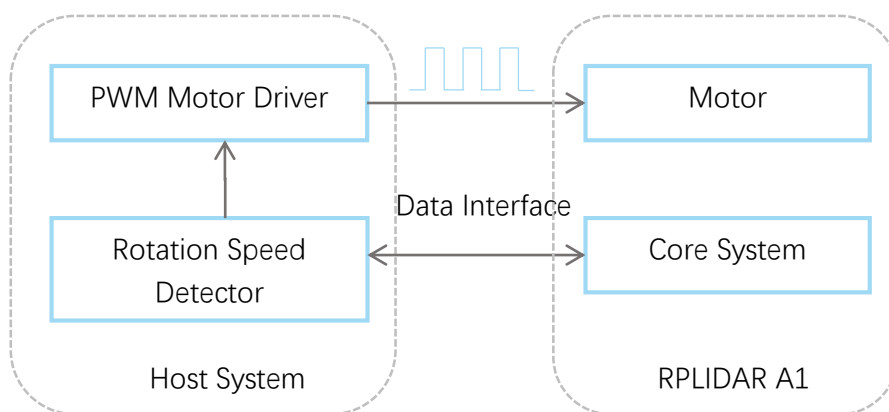 PWM Motor Driver
Motor
Data Interface
Rotation Speed
Detector
Core System
Host System
RPLIDAR A1